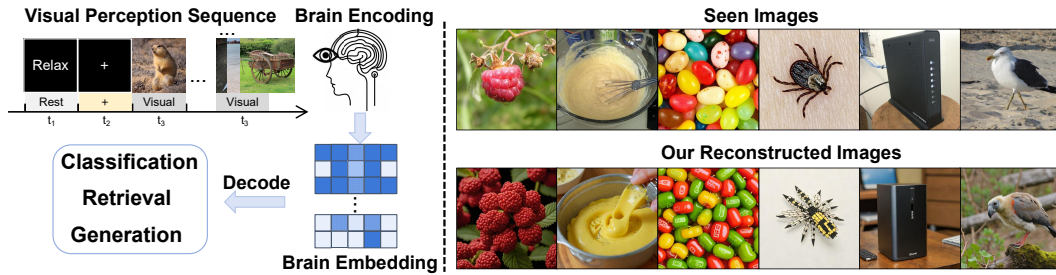 Visual Perception Sequence
Relax
+
...
...
Rest
+
Visual
Visual
t₁
t₂
t₃
t₃
Brain Encoding
Classification
Retrieval
Generation
Decode
Brain Embedding
Seen Images
Our Reconstructed Images